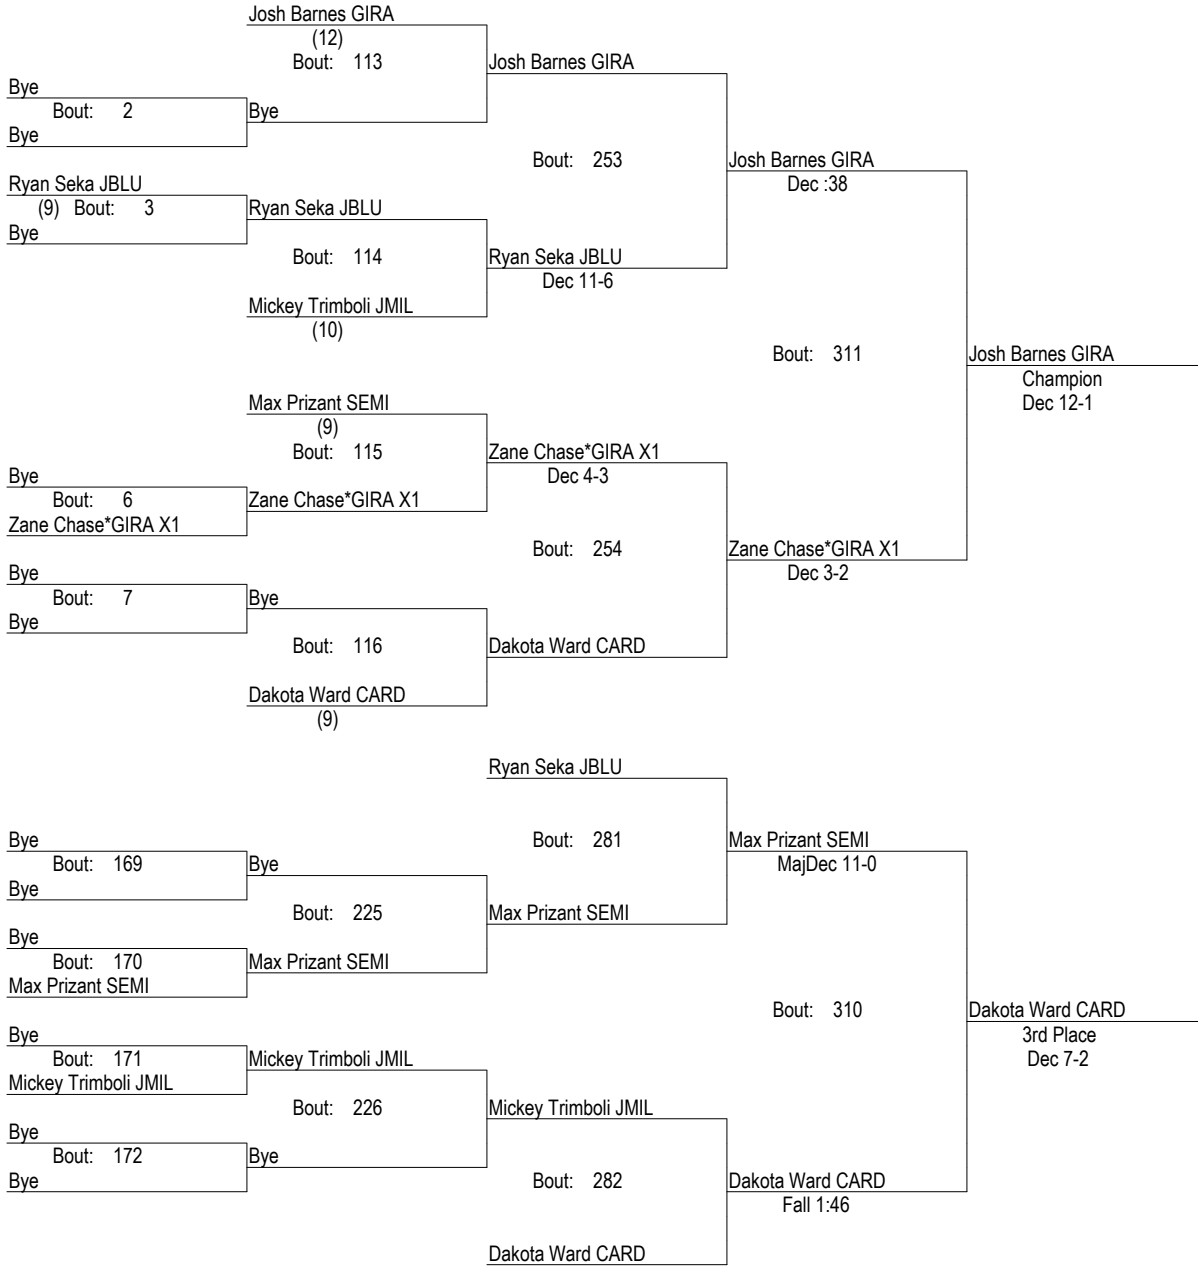 Josh Barnes GIRA
(12)
Bout: 113
Josh Barnes GIRA
Bye
Bout: 2
Bye
Bye
Bout: 253
Josh Barnes GIRA
Dec :38
Ryan Seka JBLU
(9) Bout: 3
Ryan Seka JBLU
Bye
Bout: 114
Ryan Seka JBLU
Dec 11-6
Mickey Trimboli JMIL
(10)
Bout: 311
Josh Barnes GIRA
Champion
Dec 12-1
Max Prizant SEMI
(9)
Bout: 115
Zane Chase*GIRA X1
Dec 4-3
Bye
Bout: 6
Zane Chase*GIRA X1
Zane Chase*GIRA X1
Bout: 254
Zane Chase*GIRA X1
Dec 3-2
Bye
Bout: 7
Bye
Bye
Bout: 116
Dakota Ward CARD
Dakota Ward CARD
(9)
Ryan Seka JBLU
Bout: 281
Max Prizant SEMI
MajDec 11-0
Bye
Bout: 169
Bye
Bye
Bout: 225
Max Prizant SEMI
Bye
Bout: 170
Max Prizant SEMI
Max Prizant SEMI
Bout: 310
Dakota Ward CARD
3rd Place
Dec 7-2
Bye
Bout: 171
Mickey Trimboli JMIL
Mickey Trimboli JMIL
Bout: 226
Mickey Trimboli JMIL
Bye
Bout: 172
Bye
Bye
Bout: 282
Dakota Ward CARD
Fall 1:46
Dakota Ward CARD